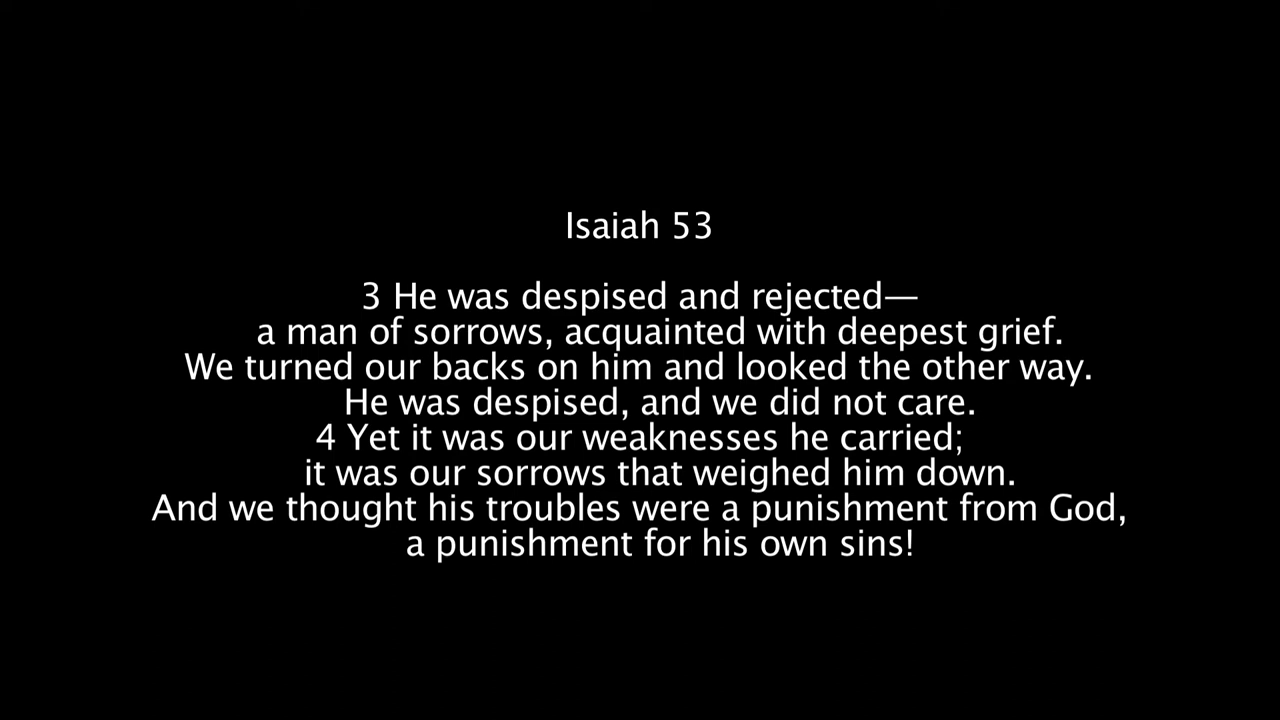 Isaiah 53
3 He was despised and rejected—
a man of sorrows, acquainted with deepest grief.
We turned our backs on him and looked the other way.
He was despised, and we did not care.
4 Yet it was our weaknesses he carried;
it was our sorrows that weighed him down.
And we thought his troubles were a punishment from God,
a punishment for his own sins!